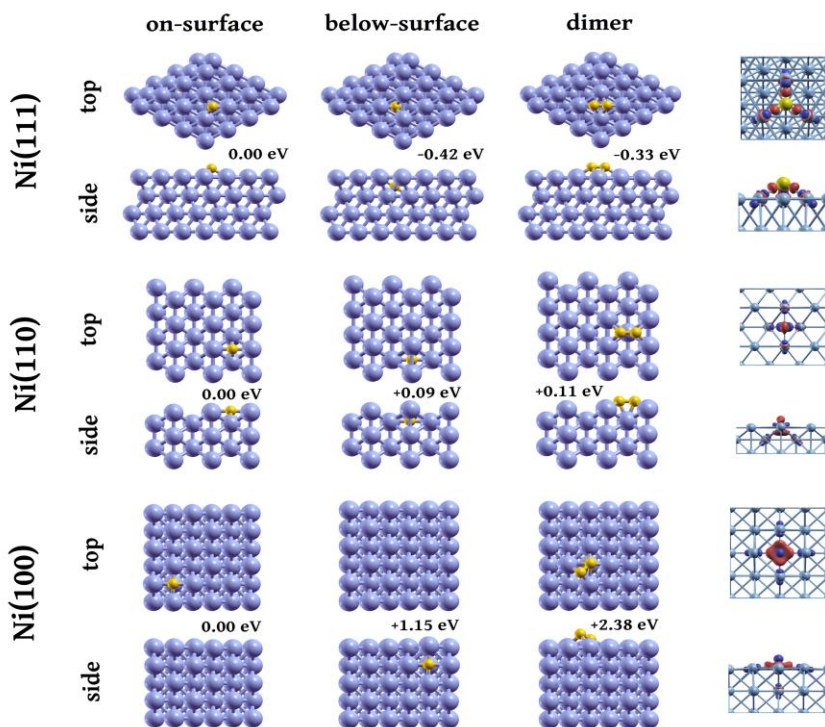 on-surface below-surface dimer
Ni(111)
top
0.00 eV -0.42 eV -0.33 eV
side
Ni(110)
top
0.00 eV +0.09 eV +0.11 eV
side
Ni(100)
top
0.00 eV +1.15 eV +2.38 eV
side